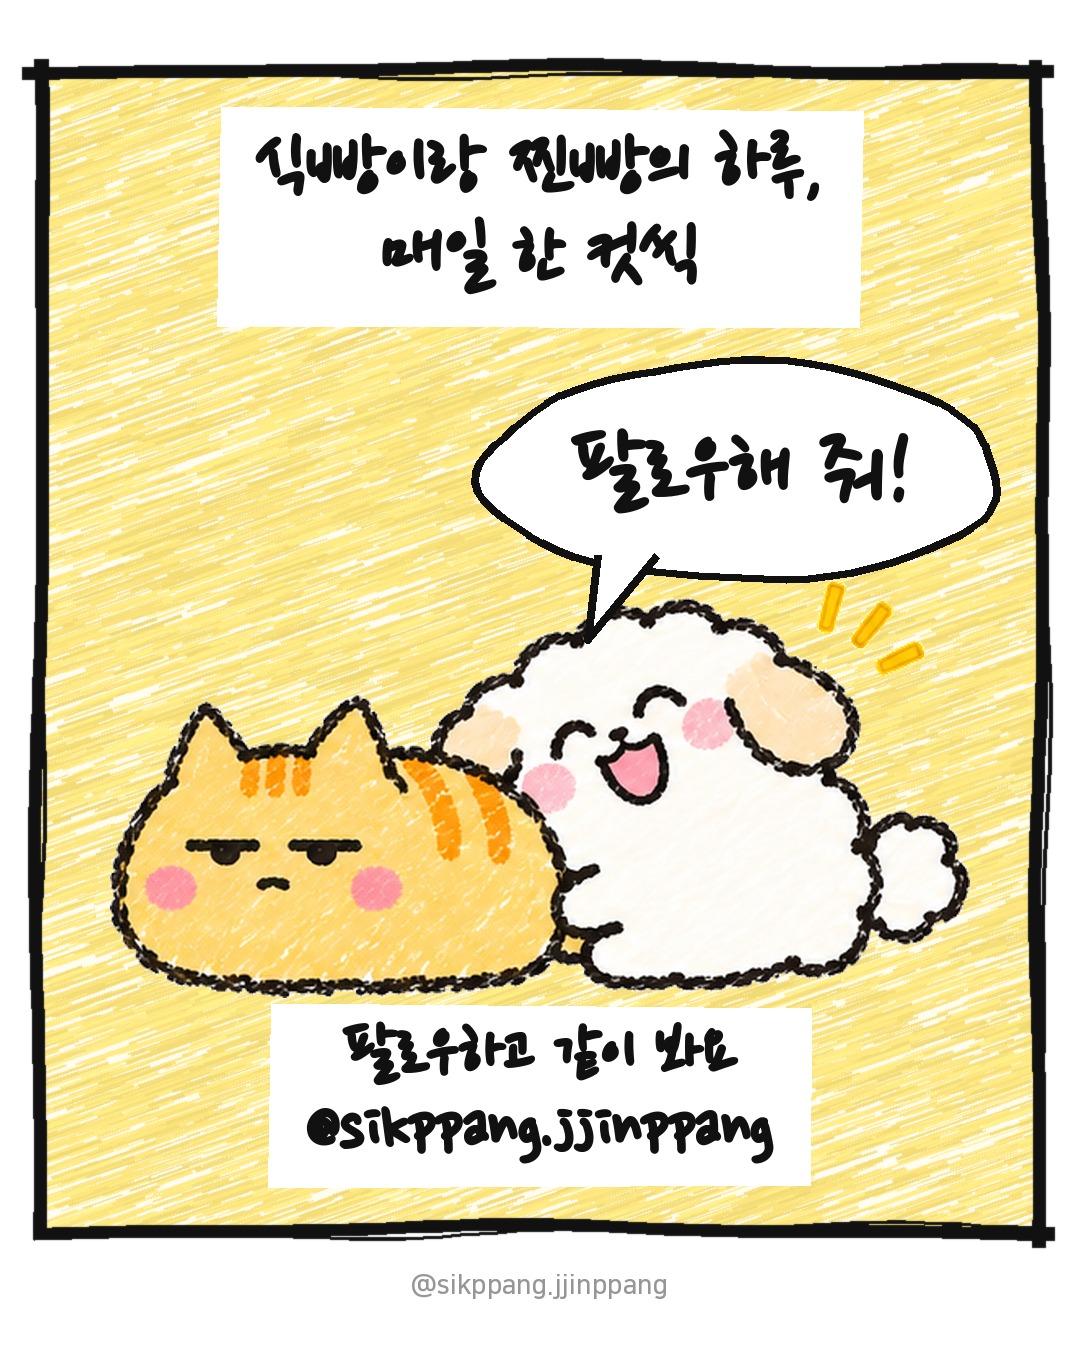 식빵이랑 찐빵의 하루,
매일 한 컷씩
팔로우해 줘!
팔로우하고 같이 봐요
@sikppang.jjinppang
@sikppang.jjinppang